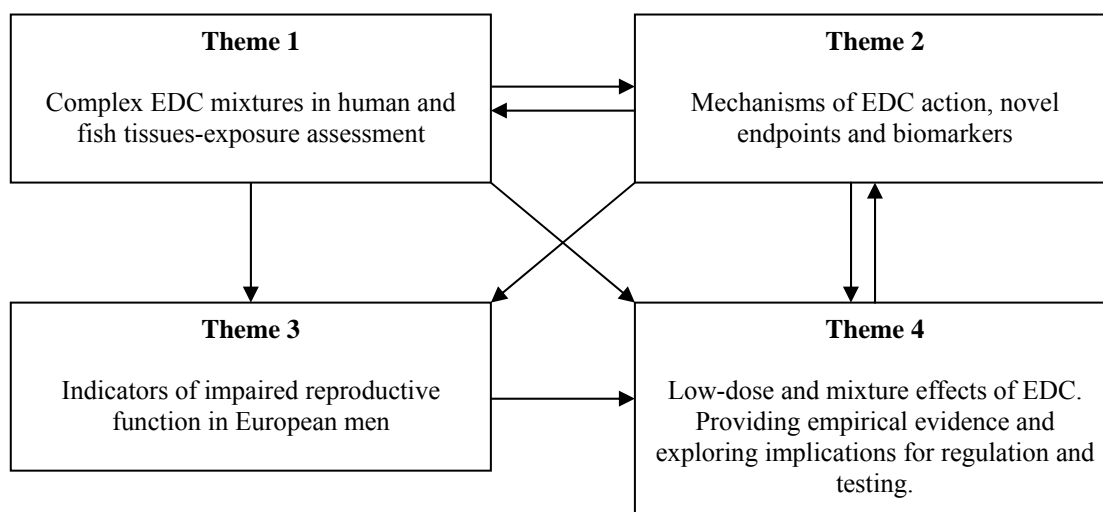 Theme 1
Complex EDC mixtures in human and
fish tissues-exposure assessment
Theme 2
Mechanisms of EDC action, novel
endpoints and biomarkers
Theme 3
Indicators of impaired reproductive
function in European men
Theme 4
Low-dose and mixture effects of EDC.
Providing empirical evidence and
exploring implications for regulation and
testing.